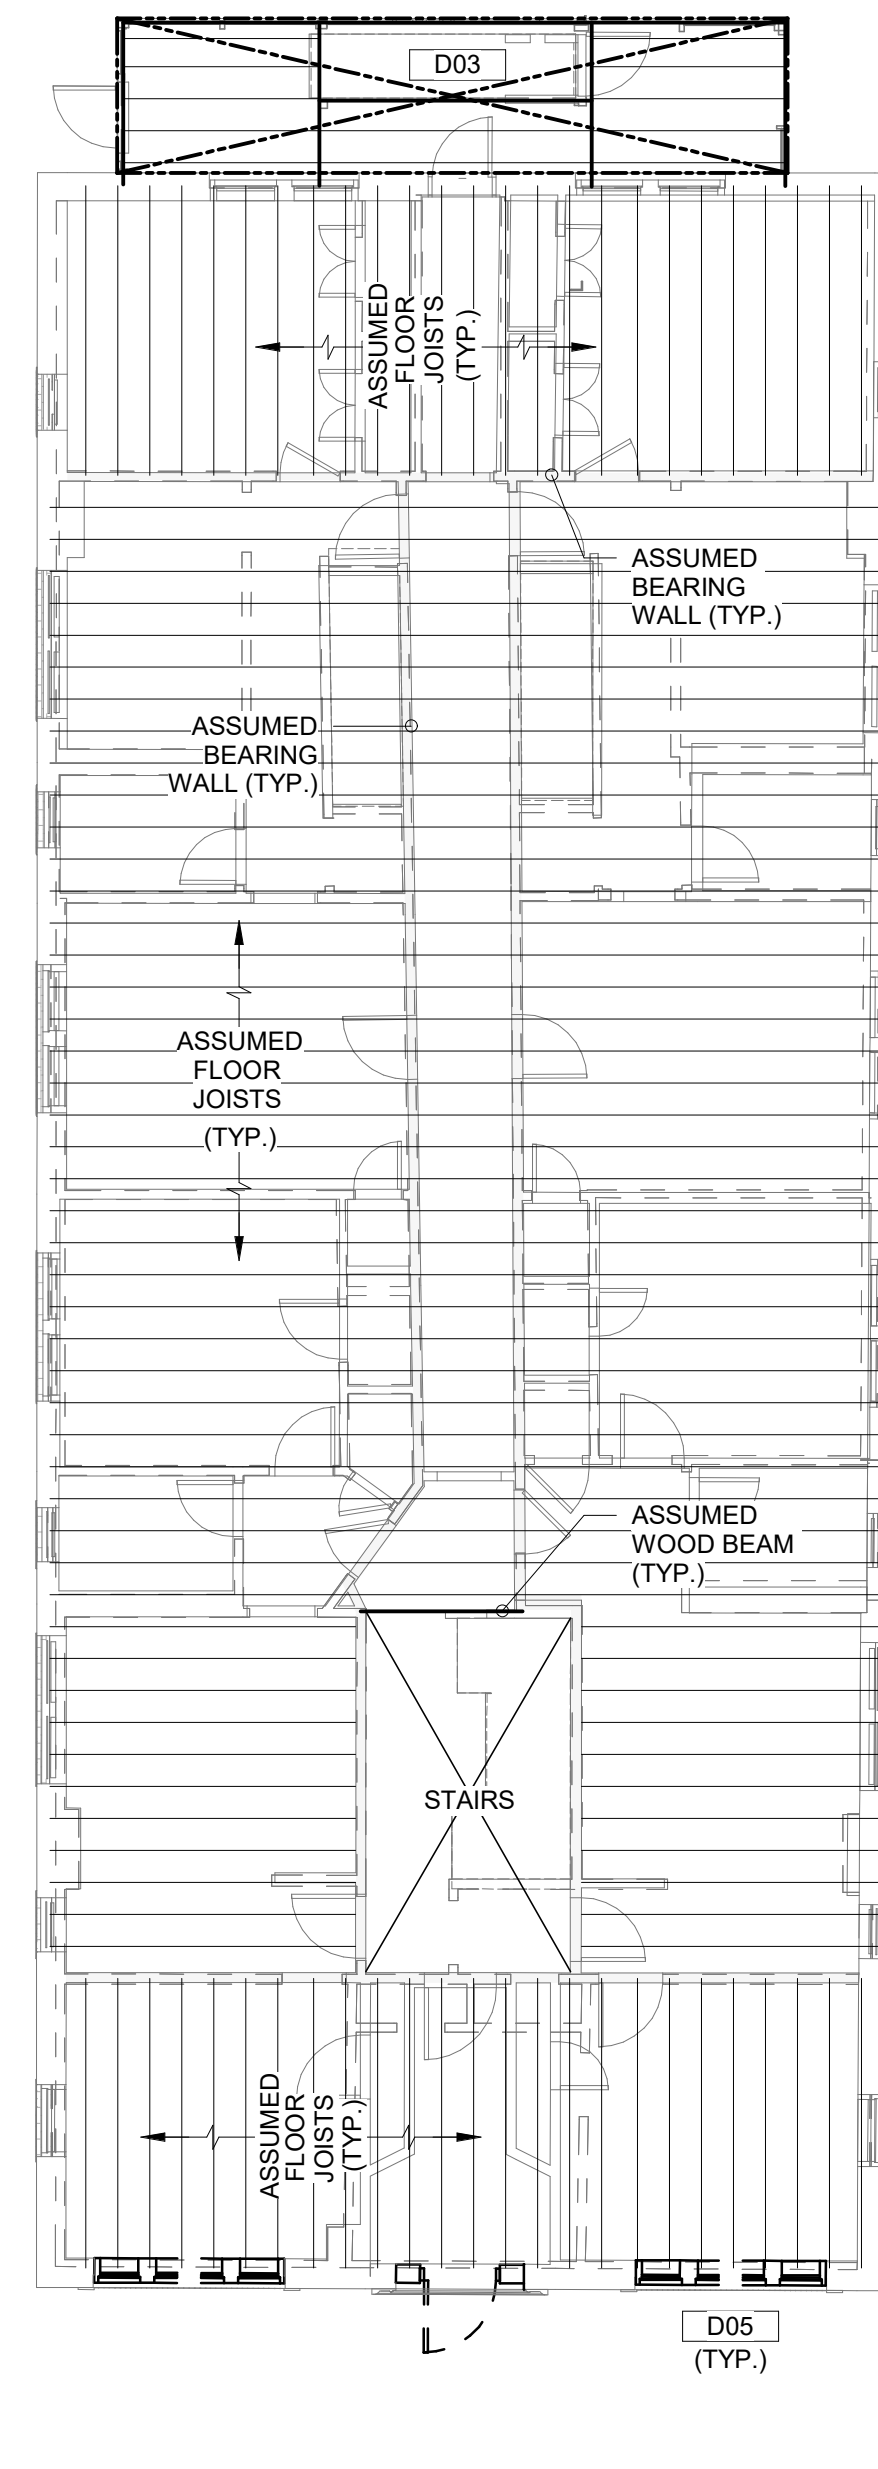 D03
ASSUMED
FLOOR
JOISTS
(TYP.)
ASSUMED
BEARING
WALL (TYP.)
ASSUMED
BEARING
WALL (TYP.)
ASSUMED
FLOOR
JOISTS
(TYP.)
ASSUMED
WOOD BEAM
(TYP.)
STAIRS
ASSUMED
FLOOR
JOISTS
(TYP.)
D05
(TYP.)